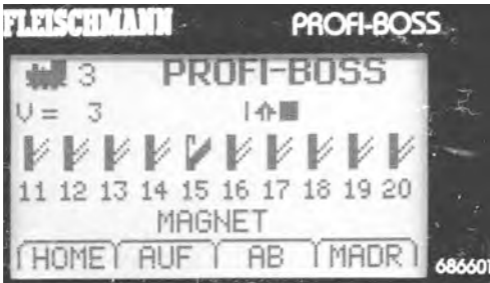 FLEISCHMANN PROFI-BOSS
3 PROFI-BOSS
V= 3
11 12 13 14 15 16 17 18 19 20
MAGNET
HOME AUF AB MADR
686601